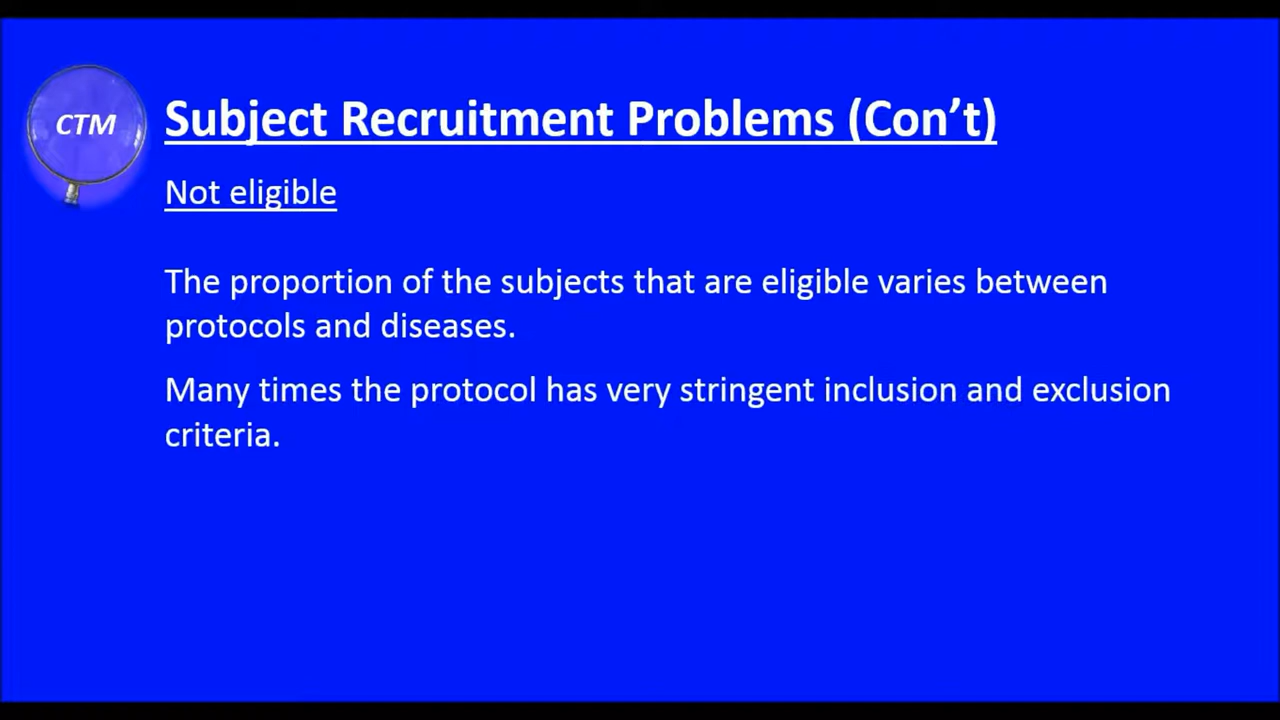 CTM
Subject Recruitment Problems (Con’t)
Not eligible
The proportion of the subjects that are eligible varies between
protocols and diseases.
Many times the protocol has very stringent inclusion and exclusion
criteria.